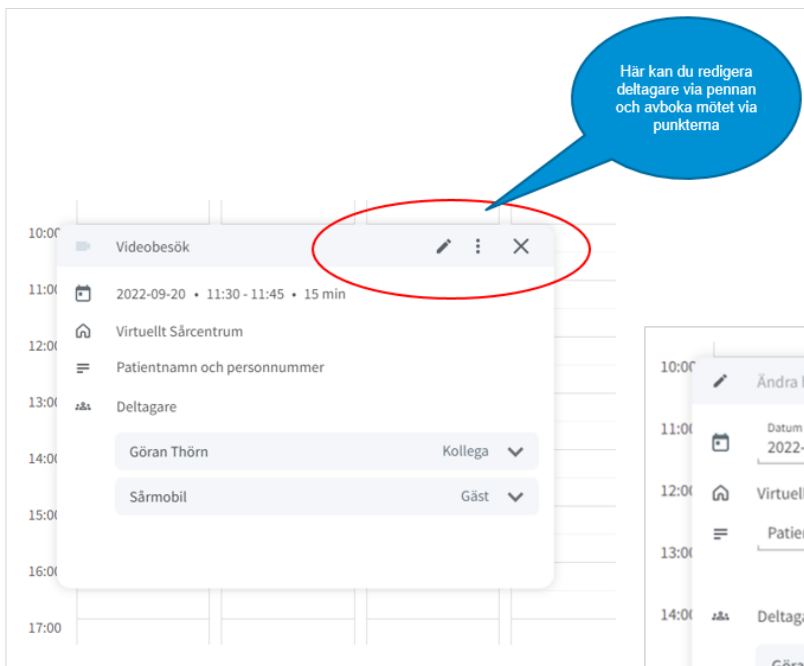 Här kan du redigera
deltagare via pennan
och avboka mötet via
punkterna
10:00
Videobesök
11:00
2022-09-20 • 11:30 - 11:45 • 15 min
Virtuellt Sårcentrum
12:00
Patientnamn och personnummer
13:00
Deltagare
Göran Thörn Kollega
14:00
Sårmobil Gäst
15:00
16:00
17:00
10:00
Ändra
11:00
Datum
2022-
12:00
13:00
14:00